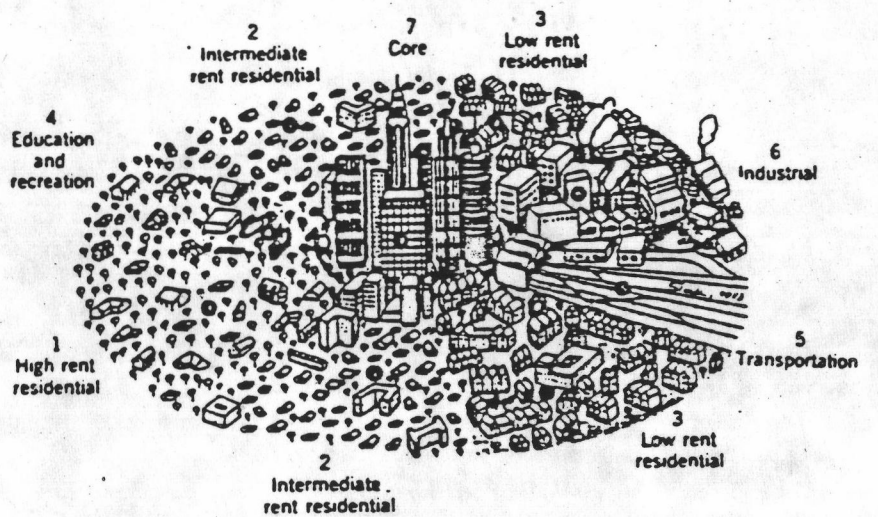 2
Intermediate
rent residential
7
Core
3
Low rent
residential
4
Education
and
recreation
6
Industrial
1
High rent
residential
5
Transportation
3
Low rent
residential
2
Intermediate
rent residential